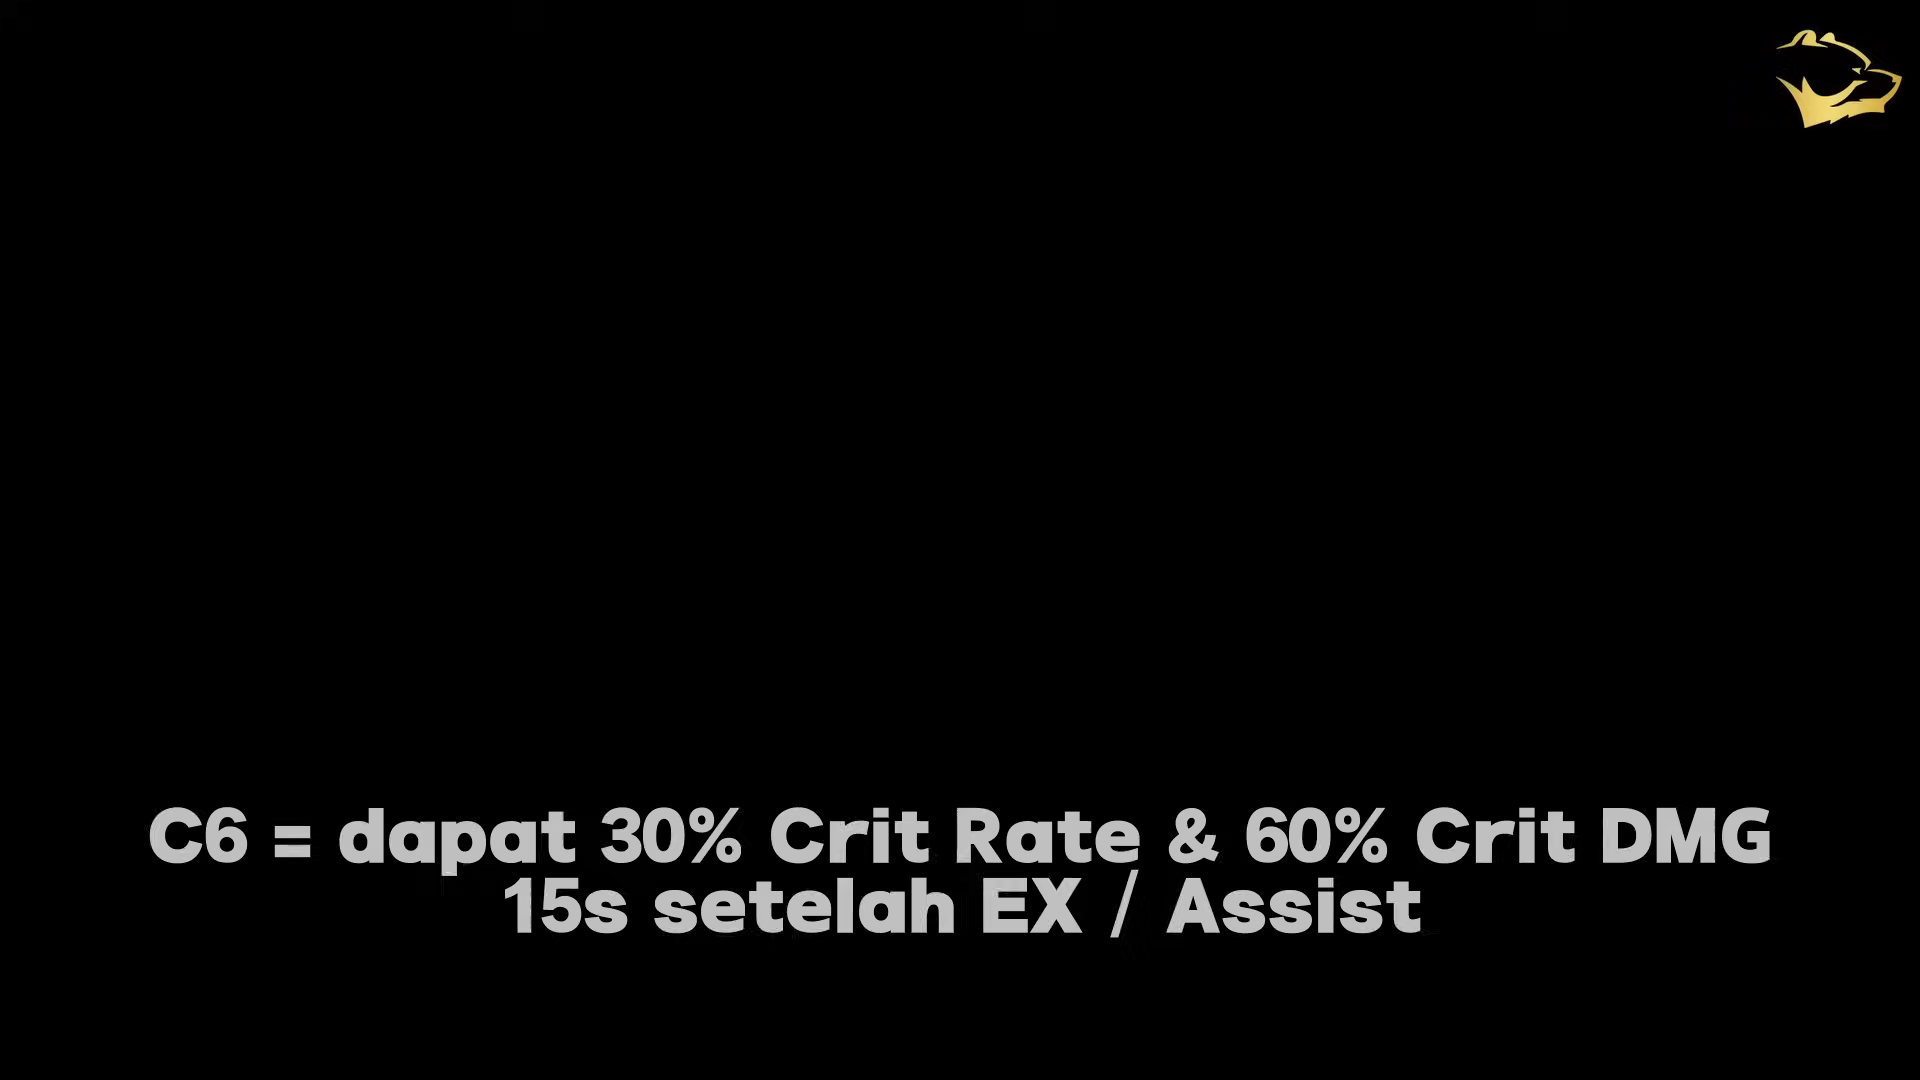 C6 = dapat 30% Crit Rate & 60% Crit DMG
15s setelah EX / Assist